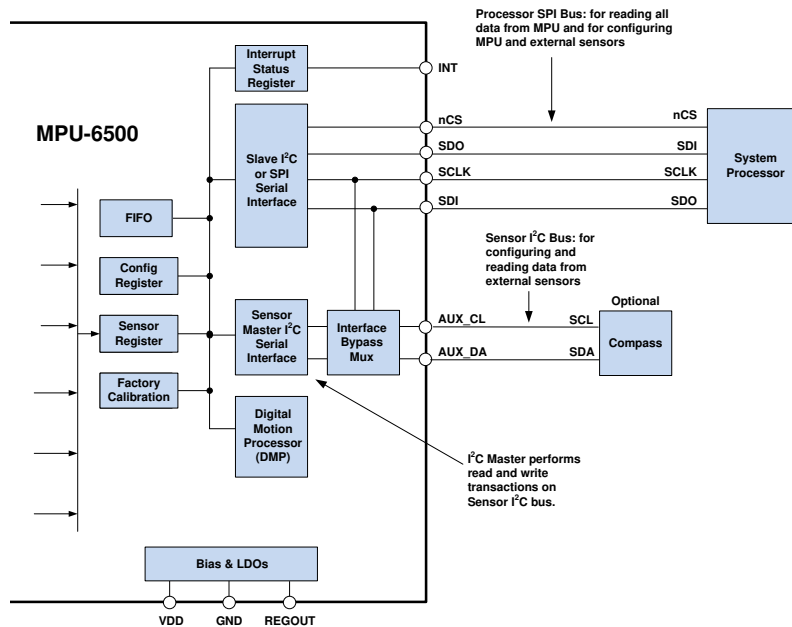 Processor SPI Bus: for reading all
data from MPU and for configuring
MPU and external sensors
Interrupt
Status
Register
INT
MPU-6500
Slave I²C
or SPI
Serial
Interface
nCS
SDO
SCLK
SDI
nCS
SDI
SCLK
SDO
System
Processor
FIFO
Config
Register
Sensor
Register
Factory
Calibration
Sensor I²C Bus: for
configuring and
reading data from
external sensors
Sensor
Master I²C
Serial
Interface
Interface
Bypass
Mux
AUX_CL
AUX_DA
SCL
SDA
Optional
Compass
Digital
Motion
Processor
(DMP)
I²C Master performs
read and write
transactions on
Sensor I²C bus.
Bias & LDOs
VDD
GND
REGOUT